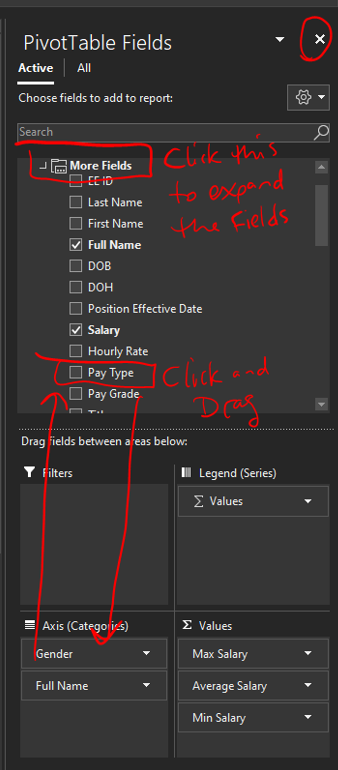 PivotTable Fields
Active All
Choose fields to add to report:
Search
More Fields
EE ID
Last Name
First Name
Full Name
DOB
DOH
Position Effective Date
Salary
Hourly Rate
Pay Type
Pay Grade
Click this
to expand
the Fields
Click and
Drag
Drag fields between areas below:
Filters
Legend (Series)
Σ Values
Axis (Categories)
Gender
Full Name
Σ Values
Max Salary
Average Salary
Min Salary